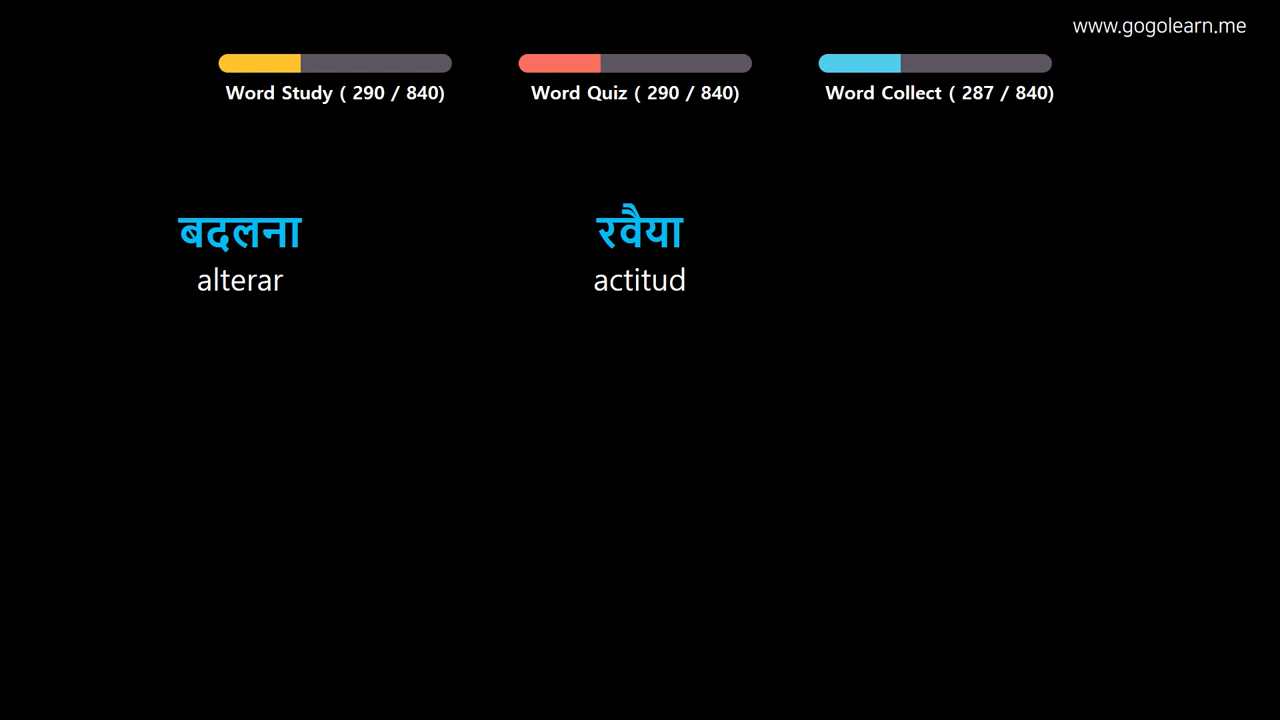 www.gogolearn.me
Word Study ( 290 / 840)
Word Quiz ( 290 / 840)
Word Collect ( 287 / 840)
बदलना
alterar
रवैया
actitud